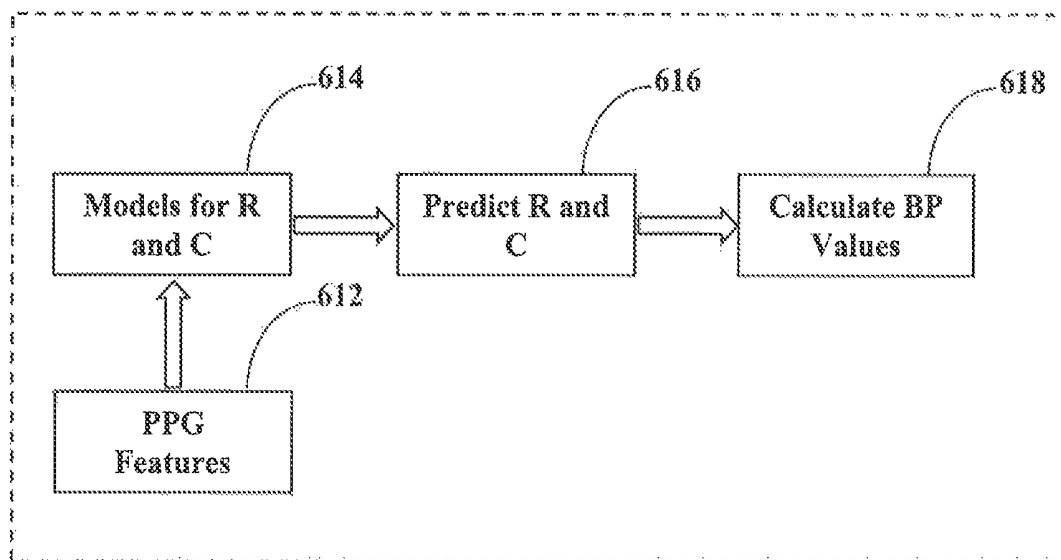 614
616
618
Models for R
and C
Predict R and
C
Calculate BP
Values
612
PPG
Features